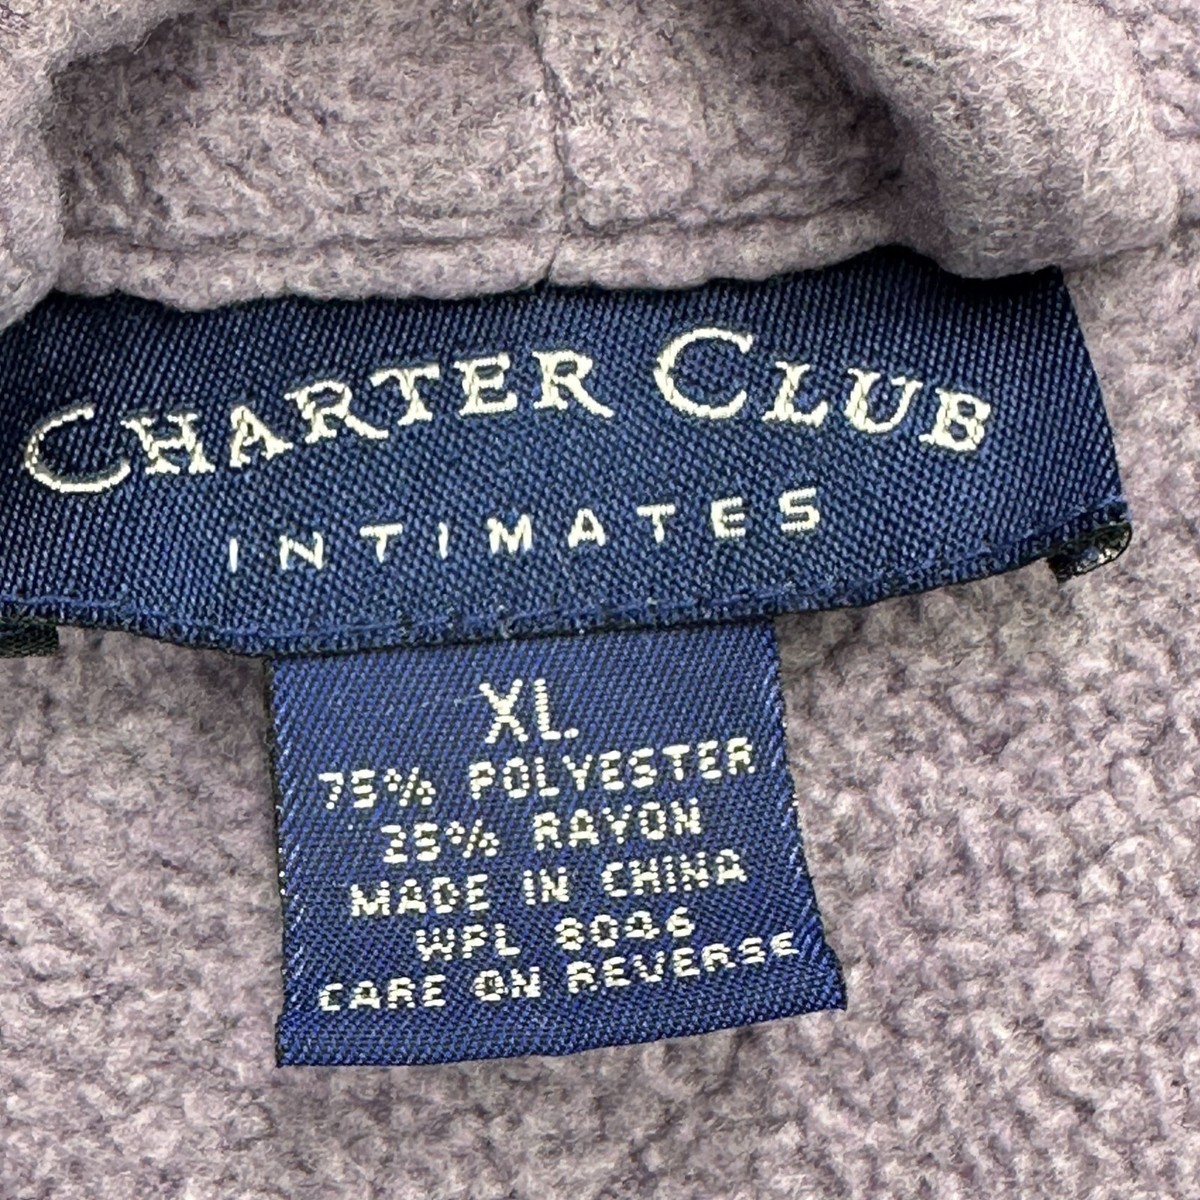 CHARTER CLUB
INTIMATES
XL
75% POLYESTER
25% RAYON
MADE IN CHINA
WPL 8046
CARE ON REVERSE